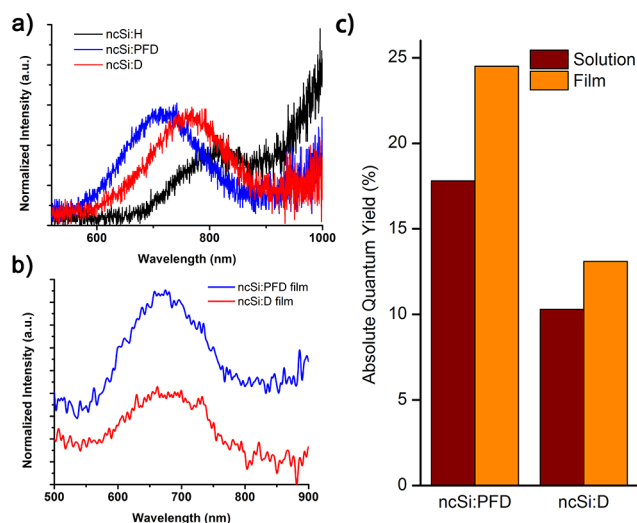 a)
ncSi:H
ncSi:PFD
ncSi:D
Normalized Intensity (a.u.)
600
800
1000
Wavelength (nm)
b)
ncSi:PFD film
ncSi:D film
Normalized Intensity (a.u.)
500
600
700
800
900
Wavelength (nm)
c)
Solution
Film
Absolute Quantum Yield (%)
25
20
15
10
5
0
ncSi:PFD
ncSi:D